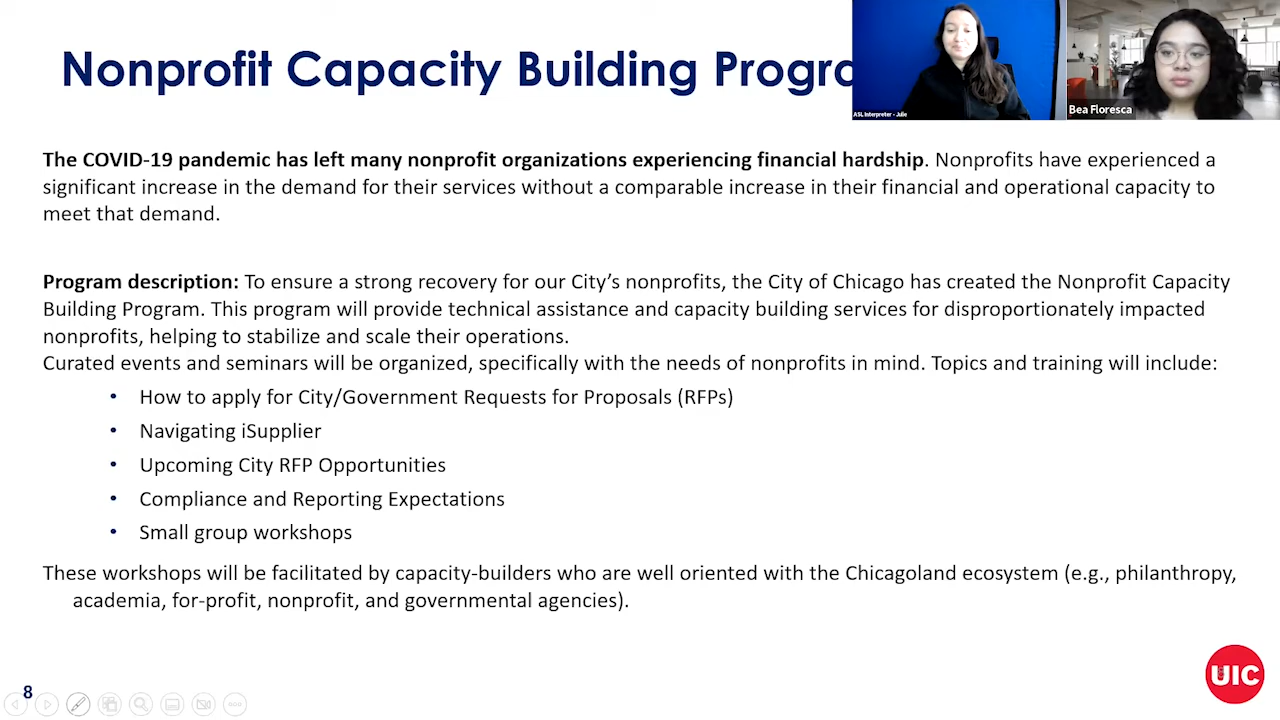 Nonprofit Capacity Building Progra
ASL Interpreter - Julie
Bea Floresca
The COVID-19 pandemic has left many nonprofit organizations experiencing financial hardship. Nonprofits have experienced a
significant increase in the demand for their services without a comparable increase in their financial and operational capacity to
meet that demand.
Program description: To ensure a strong recovery for our City’s nonprofits, the City of Chicago has created the Nonprofit Capacity
Building Program. This program will provide technical assistance and capacity building services for disproportionately impacted
nonprofits, helping to stabilize and scale their operations.
Curated events and seminars will be organized, specifically with the needs of nonprofits in mind. Topics and training will include:
• How to apply for City/Government Requests for Proposals (RFPs)
• Navigating iSupplier
• Upcoming City RFP Opportunities
• Compliance and Reporting Expectations
• Small group workshops
These workshops will be facilitated by capacity-builders who are well oriented with the Chicagoland ecosystem (e.g., philanthropy,
academia, for-profit, nonprofit, and governmental agencies).
8
UIC